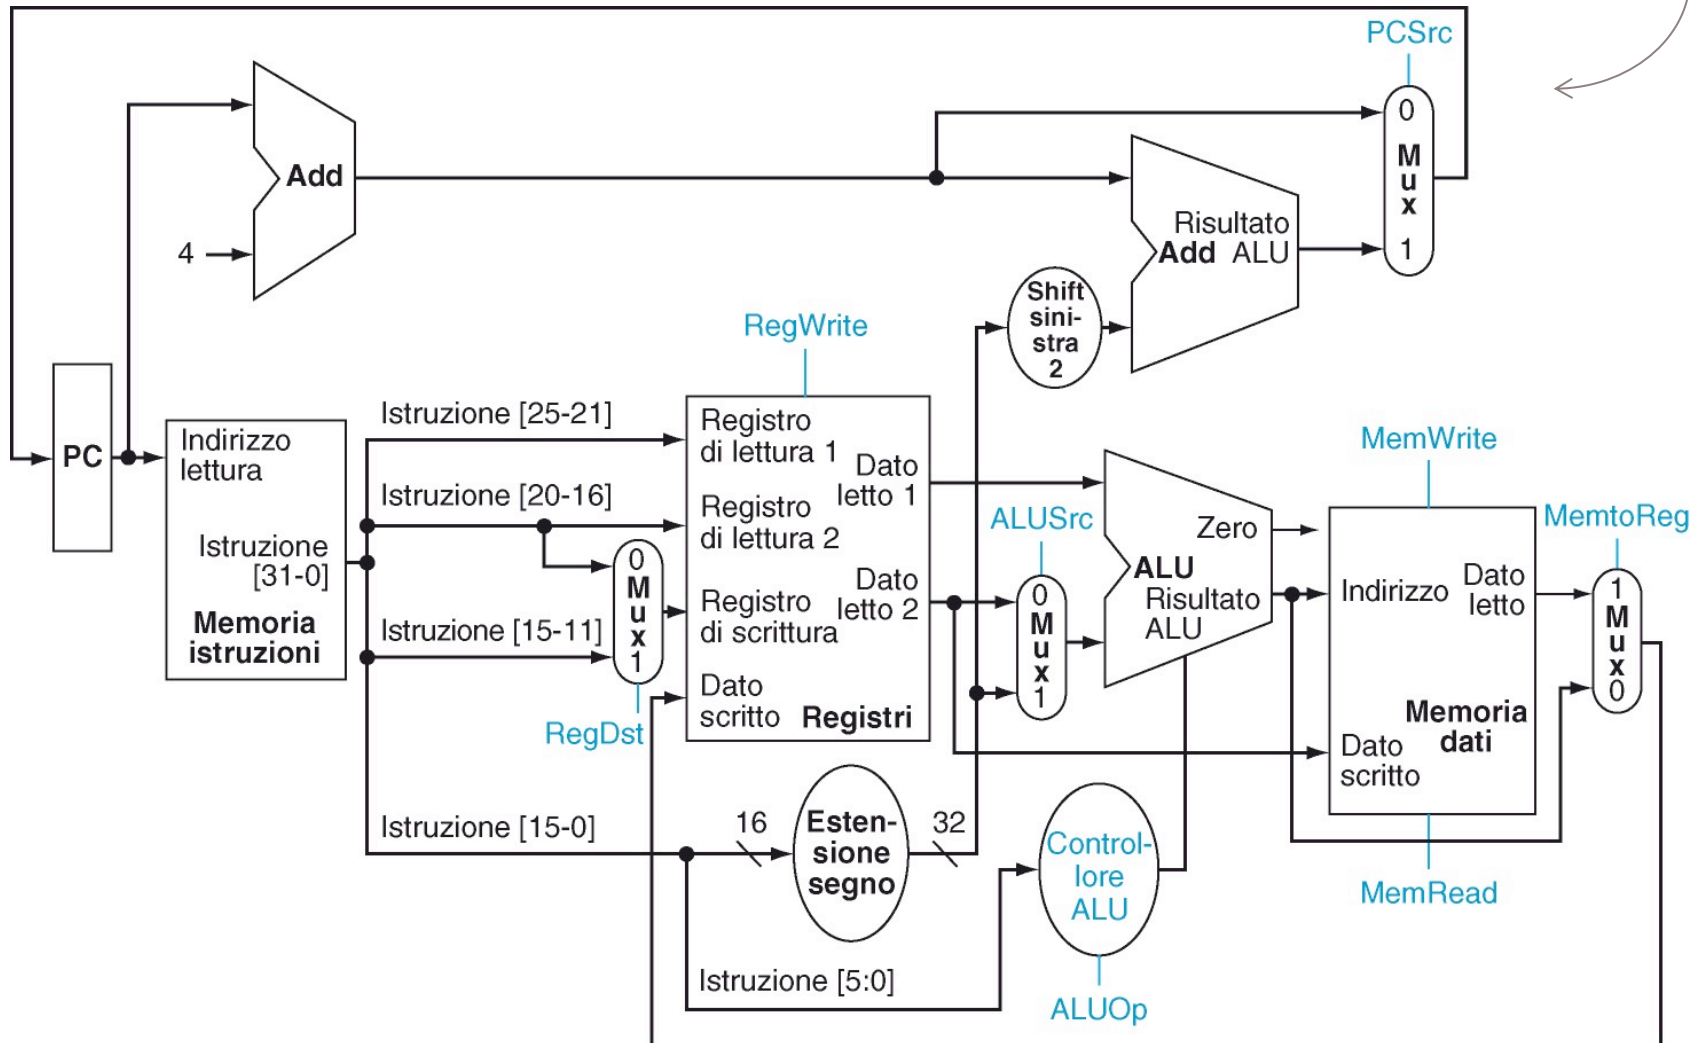 PCSrc
0
M
u
x
1
Add
4
Risultato
Add ALU
Shift
sini-
stra
2
RegWrite
PC
Indirizzo
lettura
Istruzione
[31-0]
Memoria
istruzioni
Istruzione [25-21]
Istruzione [20-16]
Istruzione [15-11]
0
M
u
x
1
RegDst
Registro
di lettura 1
Registro
di lettura 2
Registro
di scrittura
Dato
scritto
Registri
Dato
letto 1
Dato
letto 2
ALUSrc
0
M
u
x
1
Zero
ALU
Risultato
ALU
MemWrite
Indirizzo
Dato
letto
Memoria
dati
Dato
scritto
MemRead
MemtoReg
1
M
u
x
0
Istruzione [15-0]
16
Esten-
sione
segno
32
Control-
lore
ALU
Istruzione [5:0]
ALUOp